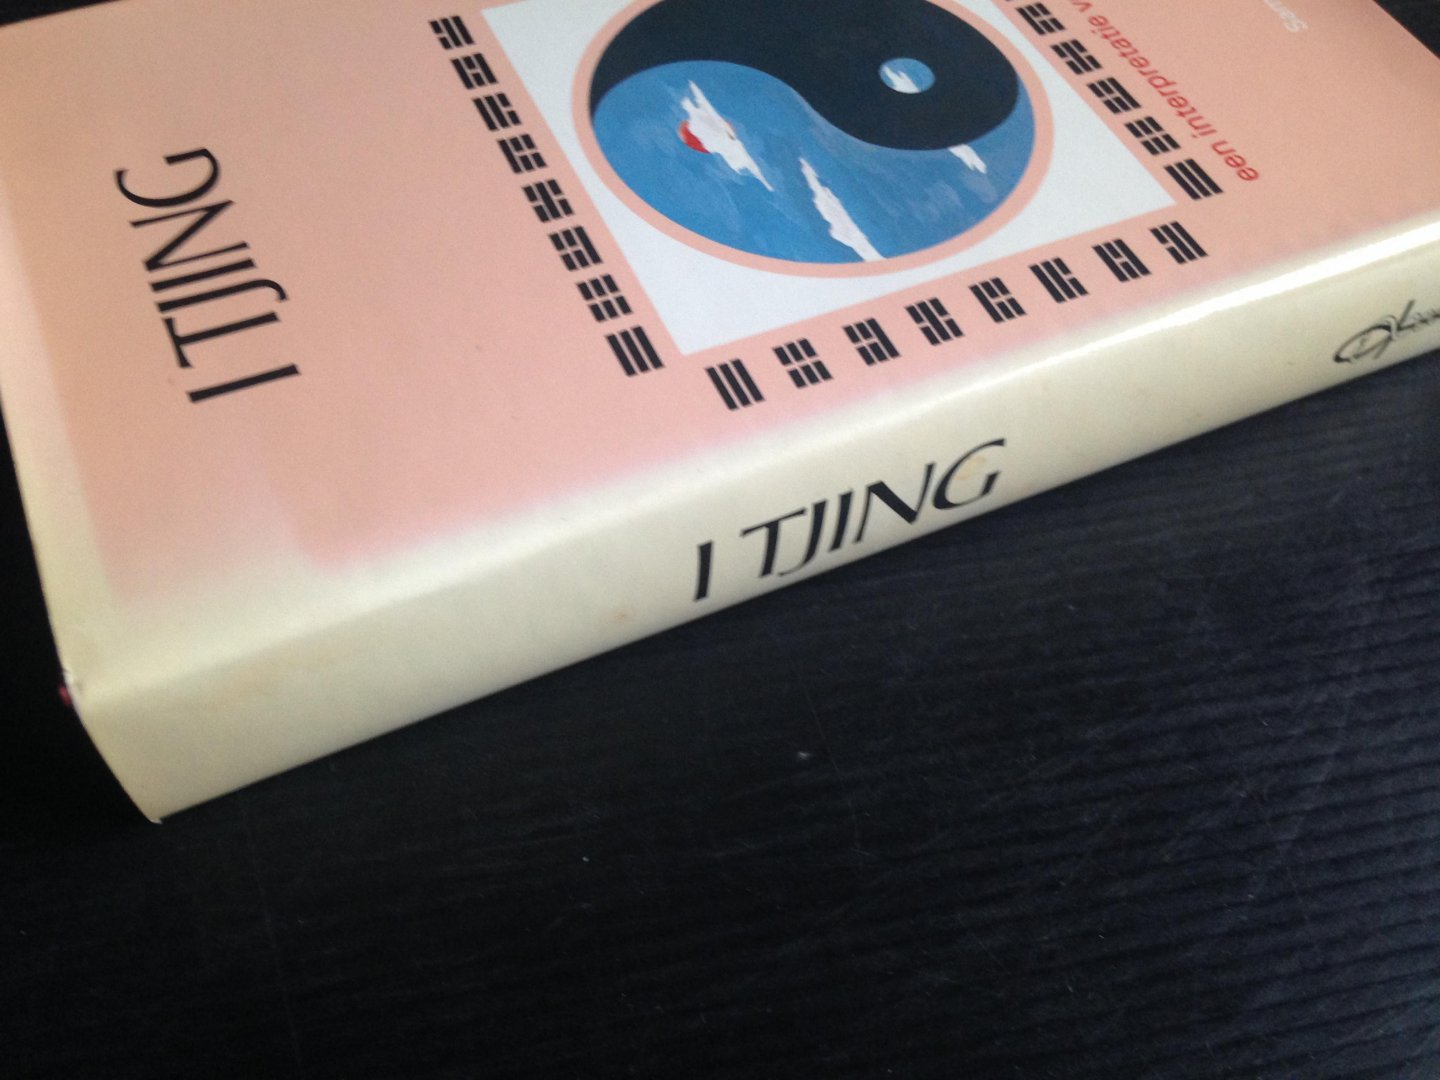 I TJING
een interpretatie
I TJING